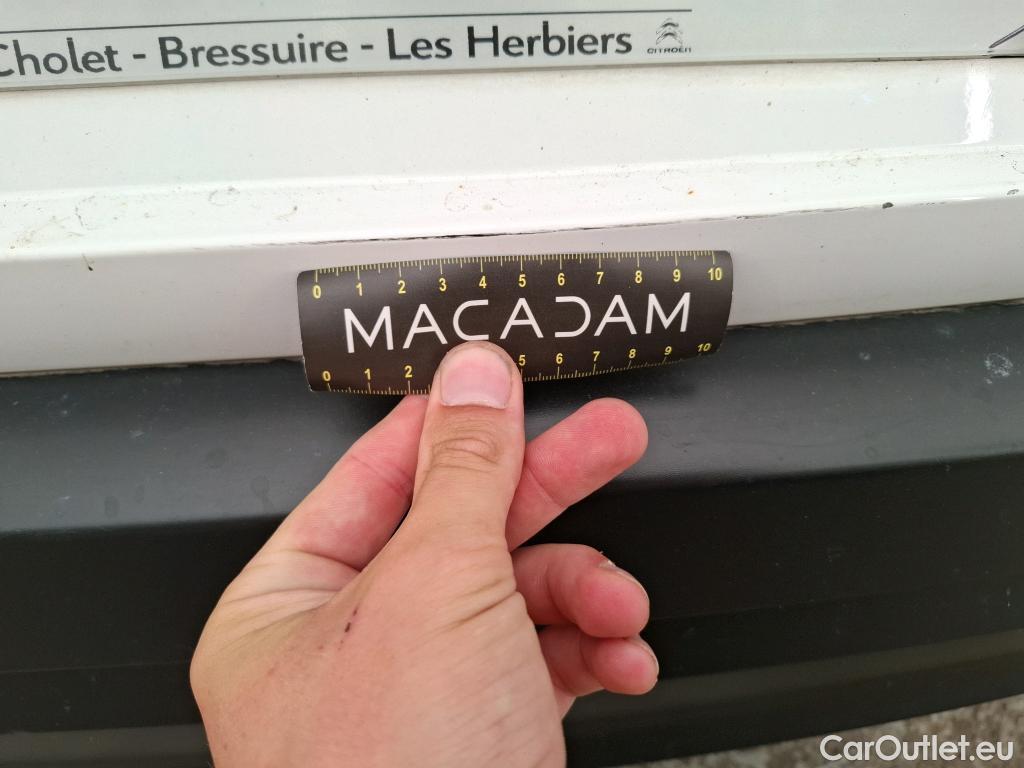 Cholet - Bressuire - Les Herbiers CITROËN
0 1 2 3 4 5 6 7 8 9 10
MACADAM
0 1 2 5 6 7 8 9 10
CarOutlet.eu